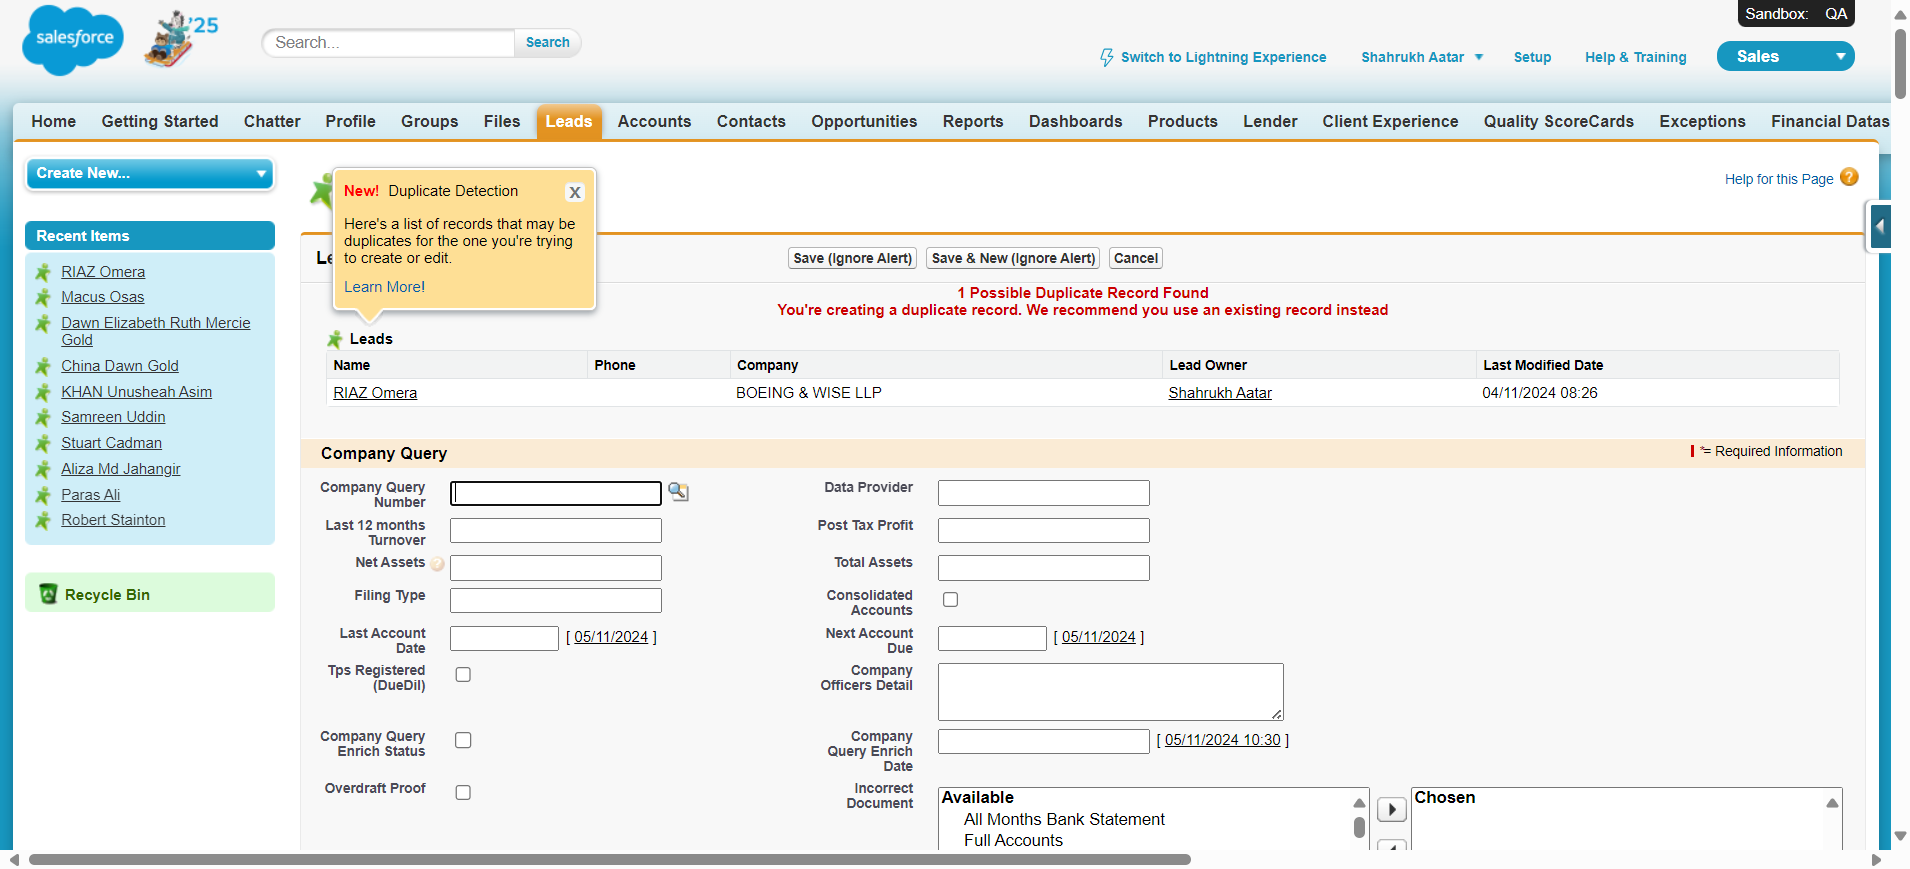 Sandbox: QA
salesforce
'25
Search...
Search
Switch to Lightning Experience
Shahrukh Aatar
Setup
Help & Training
Sales
Home
Getting Started
Chatter
Profile
Groups
Files
Leads
Accounts
Contacts
Opportunities
Reports
Dashboards
Products
Lender
Client Experience
Quality ScoreCards
Exceptions
Financial Datas
Create New...
Recent Items
RIAZ Omera
Macus Osas
Dawn Elizabeth Ruth Mercie
Gold
China Dawn Gold
KHAN Unusheah Asim
Samreen Uddin
Stuart Cadman
Aliza Md Jahangir
Paras Ali
Robert Stainton
Recycle Bin
New! Duplicate Detection
X
Here's a list of records that may be
duplicates for the one you're trying
to create or edit.
Learn More!
Help for this Page
?
Le
Save (Ignore Alert)
Save & New (Ignore Alert)
Cancel
1 Possible Duplicate Record Found
You're creating a duplicate record. We recommend you use an existing record instead
Leads
Name Phone Company Lead Owner Last Modified Date
RIAZ Omera BOEING & WISE LLP Shahrukh Aatar 04/11/2024 08:26
Company Query
*= Required Information
Company Query
Number
Data Provider
Last 12 months
Turnover
Post Tax Profit
Net Assets
?
Total Assets
Filing Type
Consolidated
Accounts
Last Account
Date
[ 05/11/2024 ]
Next Account
Due
[ 05/11/2024 ]
Tps Registered
(DueDil)
Company
Officers Detail
Company Query
Enrich Status
Company
Query Enrich
Date
[ 05/11/2024 10:30 ]
Overdraft Proof
Incorrect
Document
Available
All Months Bank Statement
Full Accounts
Chosen